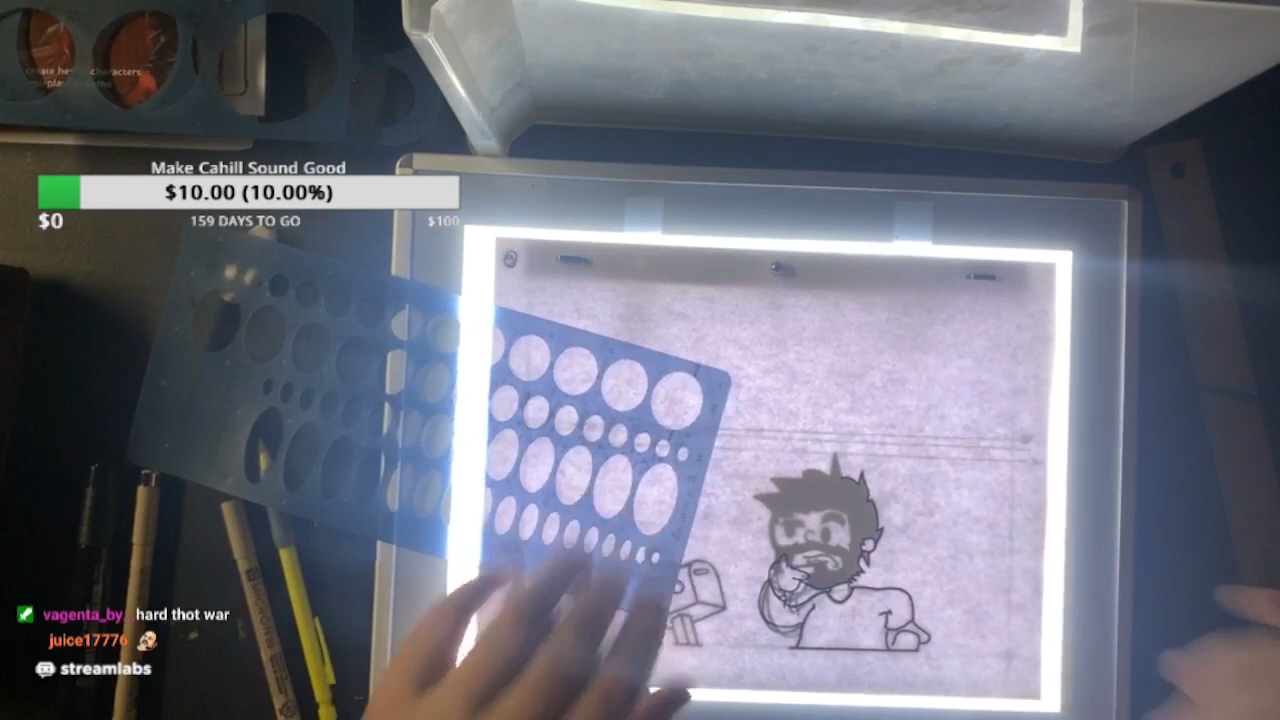 Make Cahill Sound Good
$10.00 (10.00%)
$0 159 DAYS TO GO $100
vagenta_by hard thot war
juice17776
streamlabs